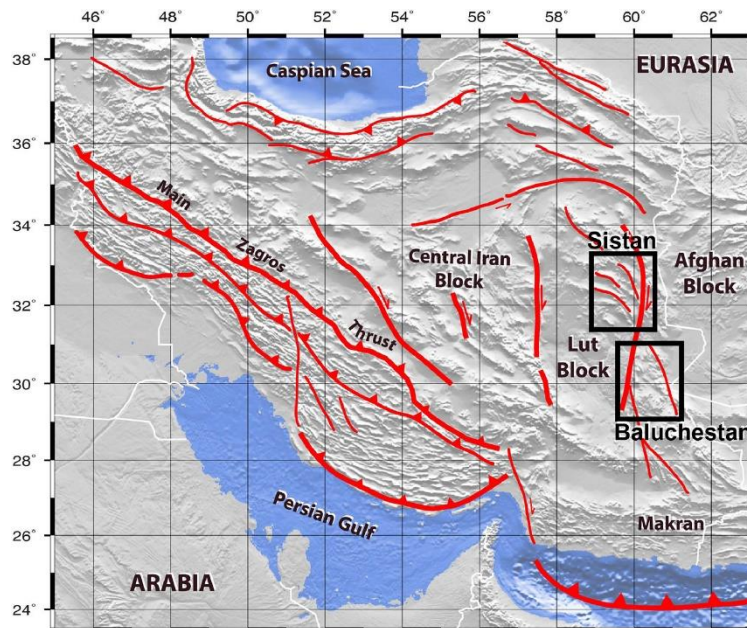 46° 48° 50° 52° 54° 56° 58° 60° 62°
38°
36°
34°
32°
30°
28°
26°
24°
Caspian Sea
EURASIA
Main
Zagros
Thrust
Central Iran
Block
Sistan
Afghan
Block
Lut
Block
Baluchestan
Persian Gulf
Makran
ARABIA